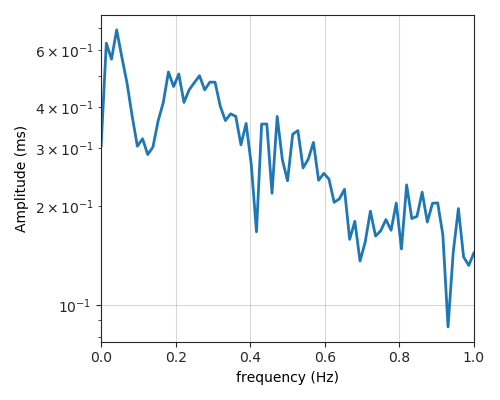 6 × 10⁻¹
4 × 10⁻¹
3 × 10⁻¹
2 × 10⁻¹
10⁻¹
Amplitude (ms)
0.0 0.2 0.4 0.6 0.8 1.0
frequency (Hz)